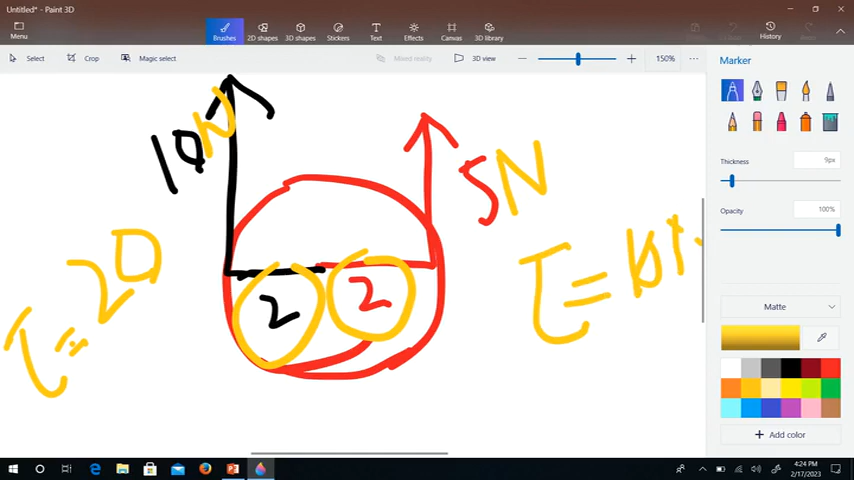 Untitled* - Paint 3D
Menu
Brushes
2D shapes
3D shapes
Stickers
Text
Effects
Canvas
3D library
History
Select
Crop
Magic select
Mixed reality
3D view
150%
Marker
Thickness
9px
Opacity
100%
Matte
Add color
10N
5N
2
2
τ=20
4:24 PM
2/17/2023